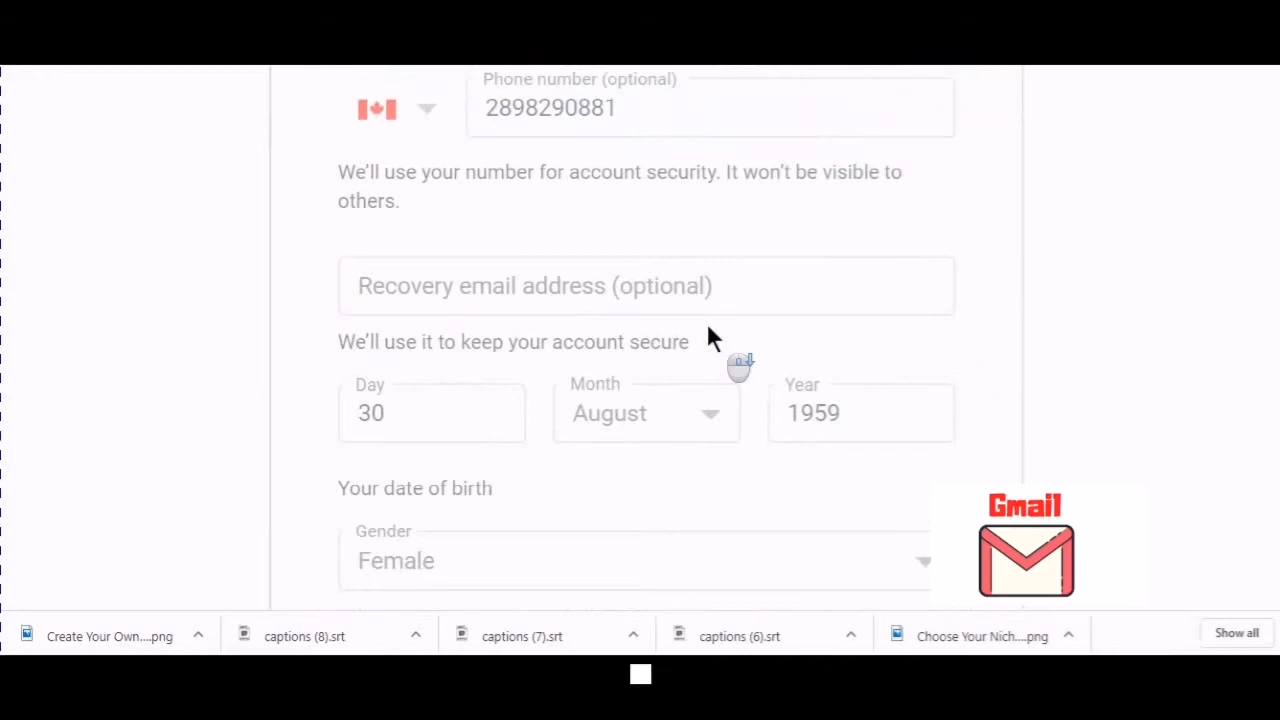 Phone number (optional)
2898290881
We'll use your number for account security. It won't be visible to
others.
Recovery email address (optional)
We'll use it to keep your account secure
Day
Month
Year
30
August
1959
Your date of birth
Gmail
Gender
Female
Create Your Own....png
captions (8).srt
captions (7).srt
captions (6).srt
Choose Your Nich....png
Show all